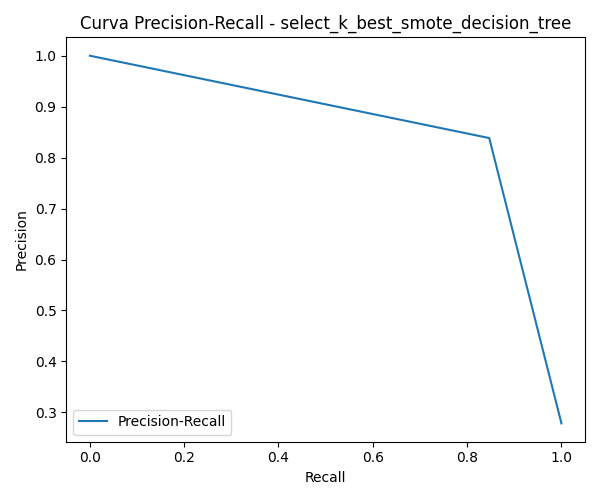 Curva Precision-Recall - select_k_best_smote_decision_tree
1.0
0.9
0.8
0.7
0.6
0.5
0.4
0.3
Precision
Precision-Recall
0.0 0.2 0.4 0.6 0.8 1.0
Recall